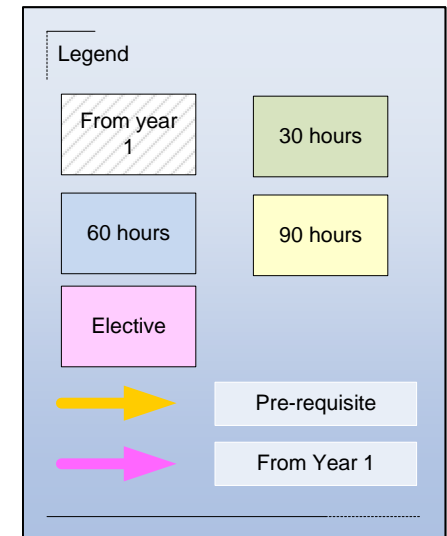 Legend
From year
1
30 hours
60 hours
90 hours
Elective
Pre-requisite
From Year 1